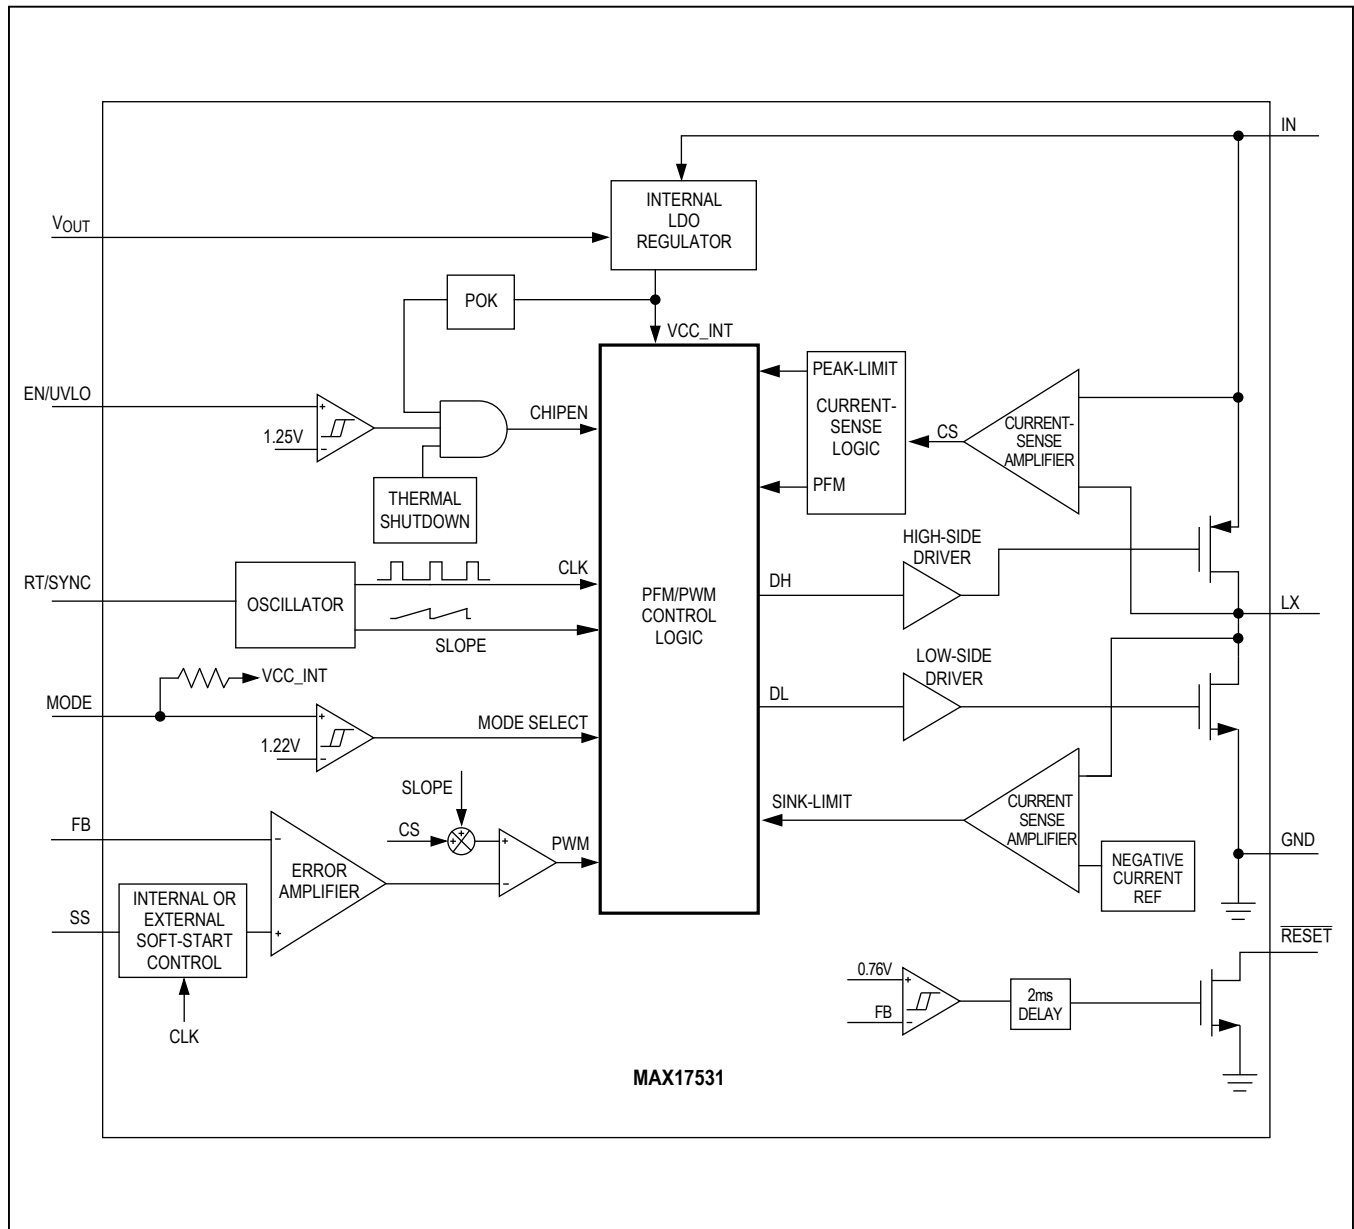 IN
INTERNAL
LDO
REGULATOR
VOUT
POK
VCC_INT
EN/UVLO
1.25V
+
−
CHIPEN
THERMAL
SHUTDOWN
PEAK-LIMIT
CURRENT-
SENSE
LOGIC
PFM
CS
CURRENT-
SENSE
AMPLIFIER
HIGH-SIDE
DRIVER
RT/SYNC
OSCILLATOR
CLK
SLOPE
PFM/PWM
CONTROL
LOGIC
DH
LX
VCC_INT
MODE
1.22V
+
−
MODE SELECT
LOW-SIDE
DRIVER
DL
SLOPE
FB
−
ERROR
AMPLIFIER
+
CS
+
+
+
−
PWM
SINK-LIMIT
CURRENT
SENSE
AMPLIFIER
NEGATIVE
CURRENT
REF
GND
SS
INTERNAL OR
EXTERNAL
SOFT-START
CONTROL
CLK
RESET
0.76V
+
FB
−
2ms
DELAY
MAX17531